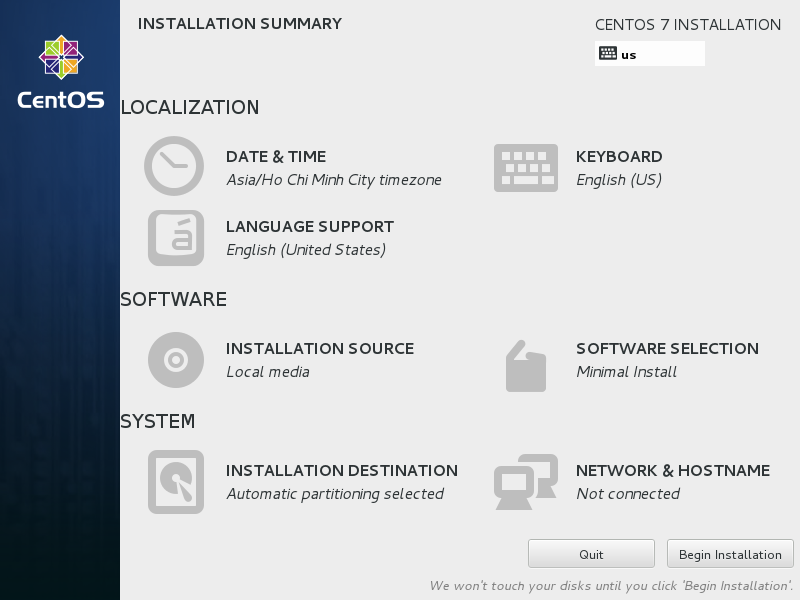 INSTALLATION SUMMARY
CENTOS 7 INSTALLATION
us
CentOS
LOCALIZATION
DATE & TIME
Asia/Ho Chi Minh City timezone
KEYBOARD
English (US)
LANGUAGE SUPPORT
English (United States)
SOFTWARE
INSTALLATION SOURCE
Local media
SOFTWARE SELECTION
Minimal Install
SYSTEM
INSTALLATION DESTINATION
Automatic partitioning selected
NETWORK & HOSTNAME
Not connected
Quit
Begin Installation
We won't touch your disks until you click 'Begin Installation'.